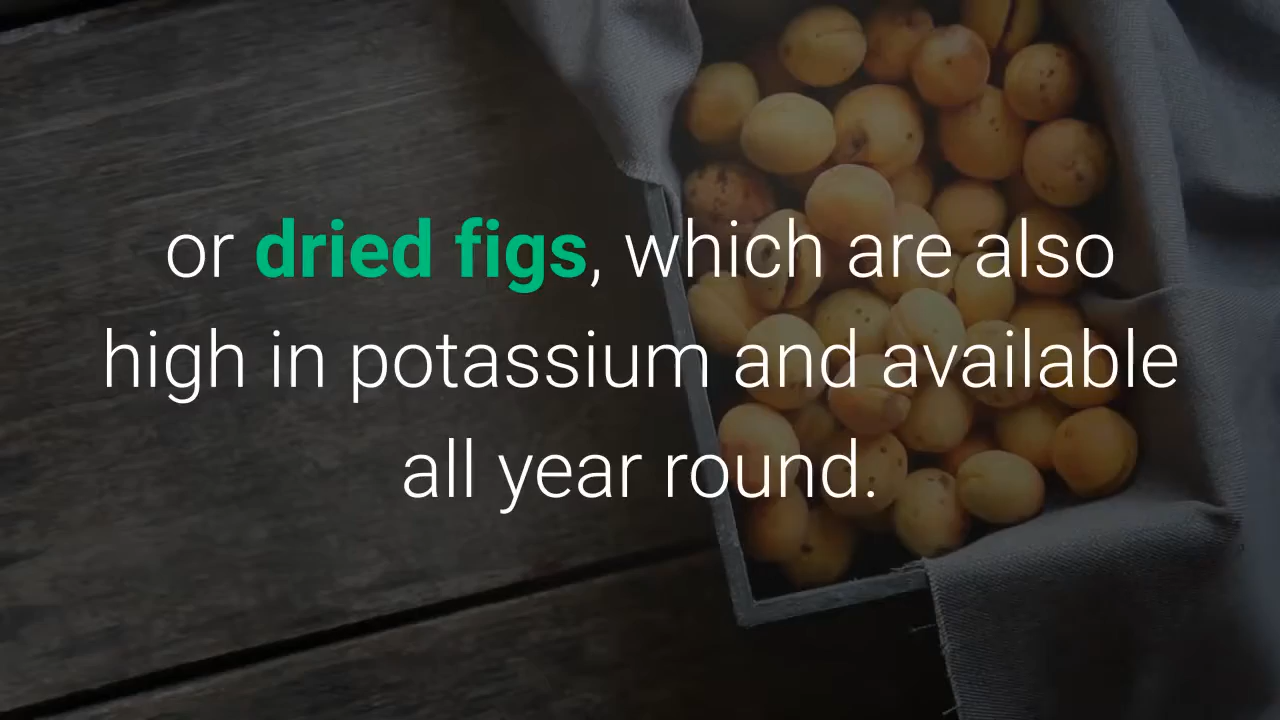 or dried figs, which are also
high in potassium and available
all year round.